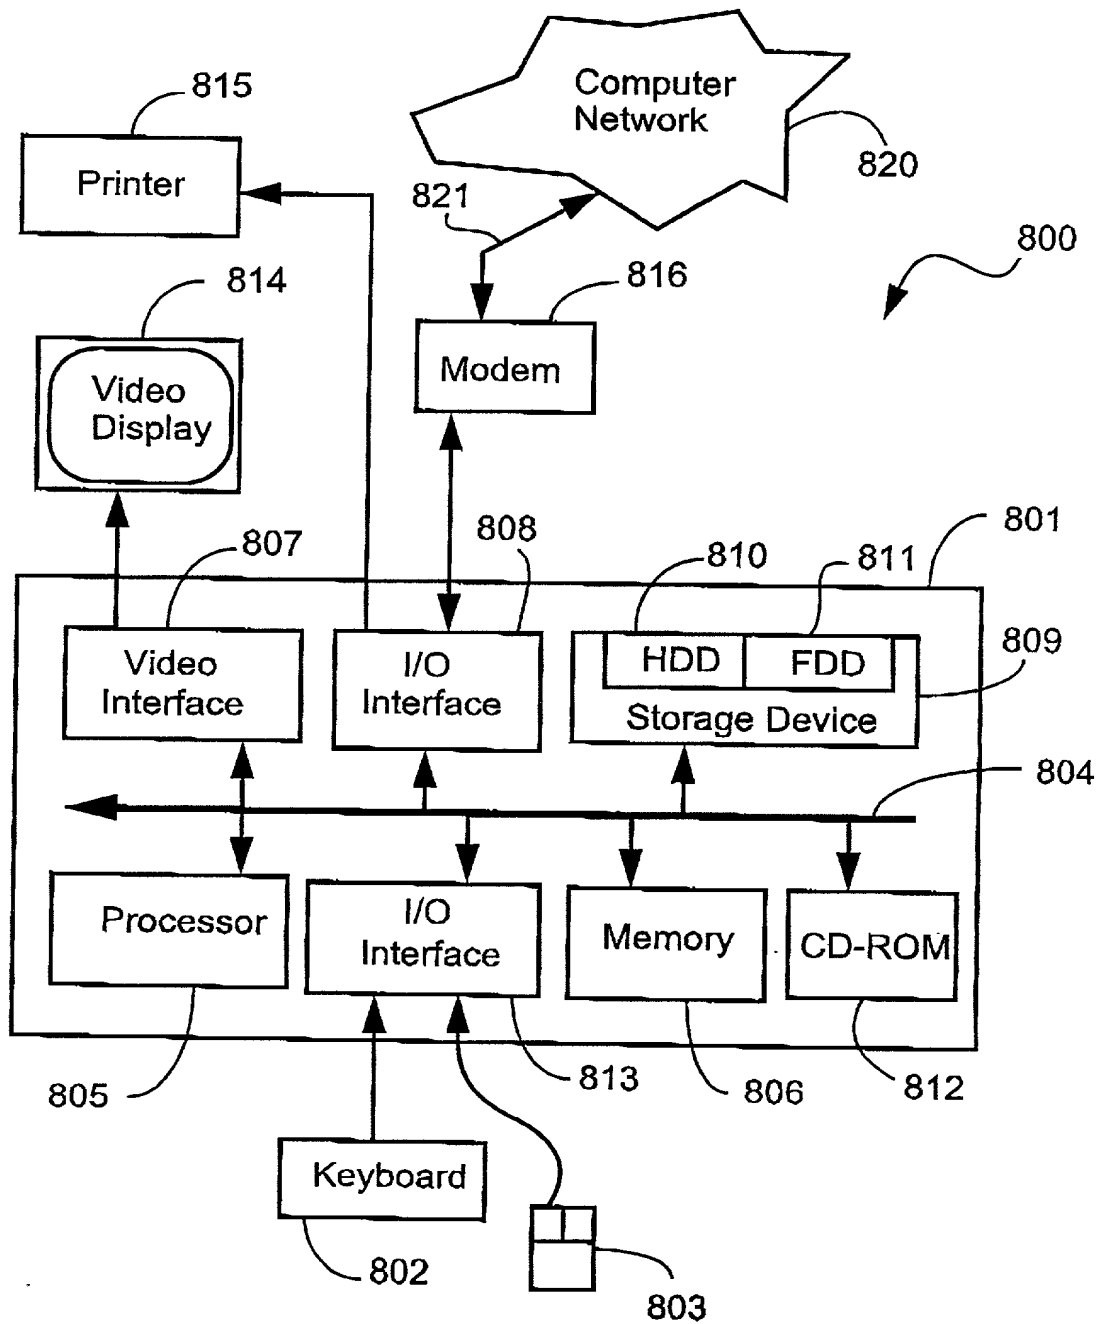 815
Printer
Computer
Network
820
821
800
814
816
Video
Display
Modem
807
808
810
811
801
Video
Interface
I/O
Interface
HDD
FDD
Storage Device
809
804
Processor
I/O
Interface
Memory
CD-ROM
805
813
806
812
Keyboard
802
803